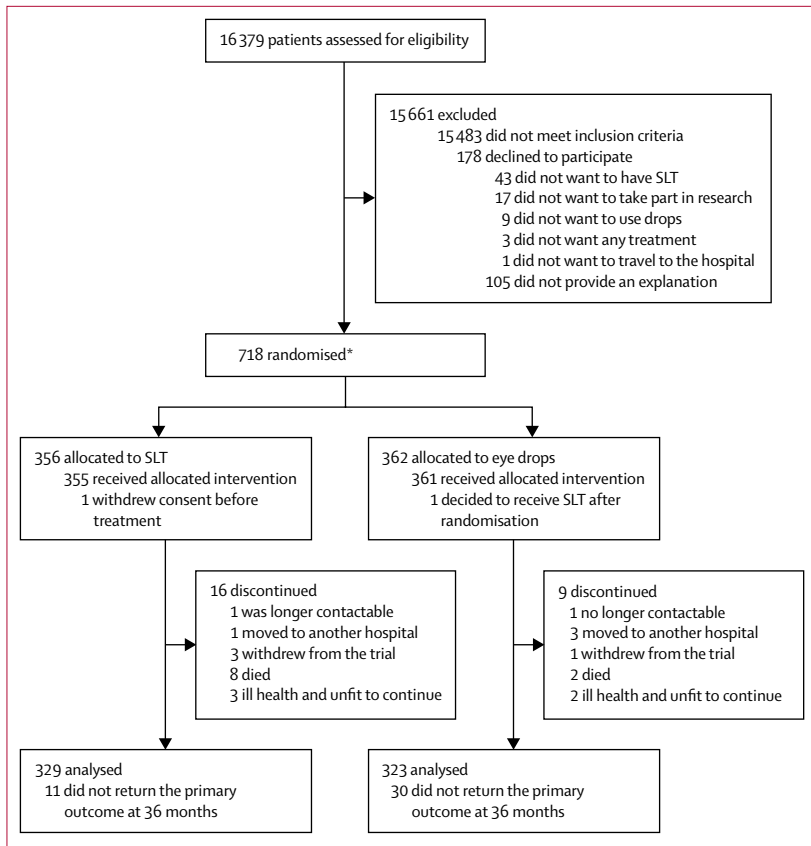 16 379 patients assessed for eligibility
15 661 excluded
15 483 did not meet inclusion criteria
178 declined to participate
43 did not want to have SLT
17 did not want to take part in research
9 did not want to use drops
3 did not want any treatment
1 did not want to travel to the hospital
105 did not provide an explanation
718 randomised*
356 allocated to SLT
355 received allocated intervention
1 withdrew consent before
treatment
362 allocated to eye drops
361 received allocated intervention
1 decided to receive SLT after
randomisation
16 discontinued
1 was longer contactable
1 moved to another hospital
3 withdrew from the trial
8 died
3 ill health and unfit to continue
9 discontinued
1 no longer contactable
3 moved to another hospital
1 withdrew from the trial
2 died
2 ill health and unfit to continue
329 analysed
11 did not return the primary
outcome at 36 months
323 analysed
30 did not return the primary
outcome at 36 months